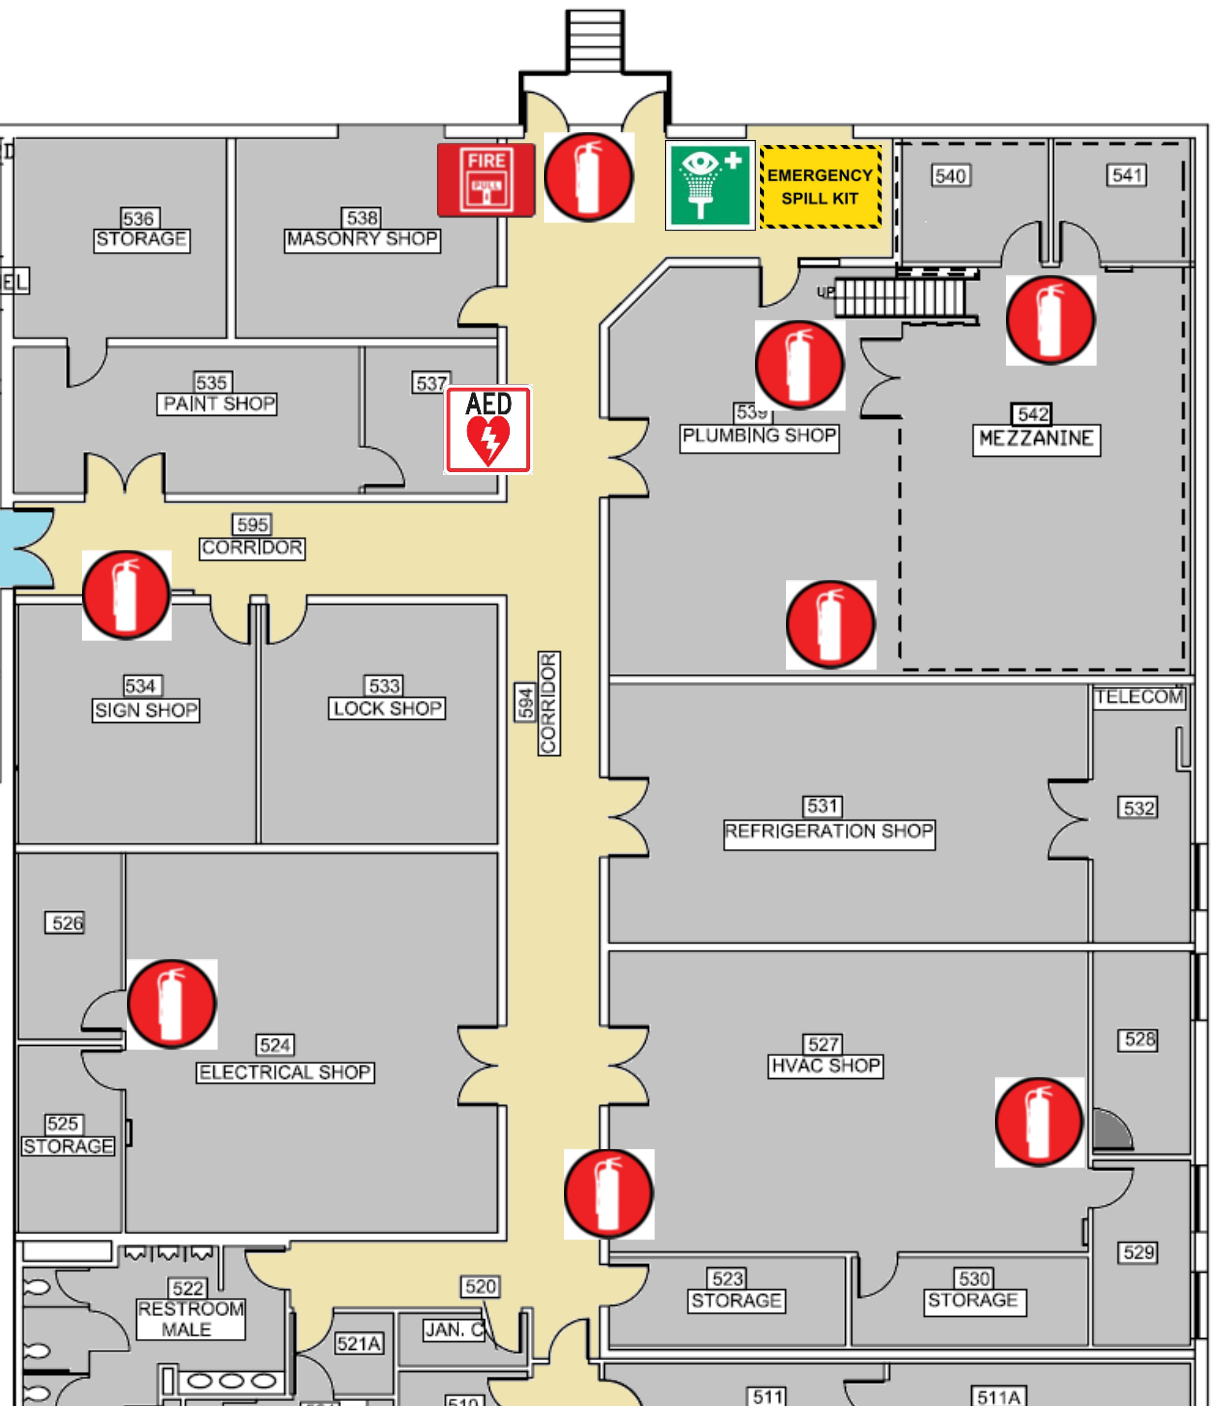 FIRE
PULL
EMERGENCY
SPILL KIT
540
541
536
STORAGE
538
MASONRY SHOP
EL
UP
535
PAINT SHOP
537
AED
539
PLUMBING SHOP
542
MEZZANINE
595
CORRIDOR
594
CORRIDOR
534
SIGN SHOP
533
LOCK SHOP
TELECOM
531
REFRIGERATION SHOP
532
526
524
ELECTRICAL SHOP
527
HVAC SHOP
528
525
STORAGE
529
522
RESTROOM
MALE
520
523
STORAGE
530
STORAGE
521A
JAN. C
519
511
511A